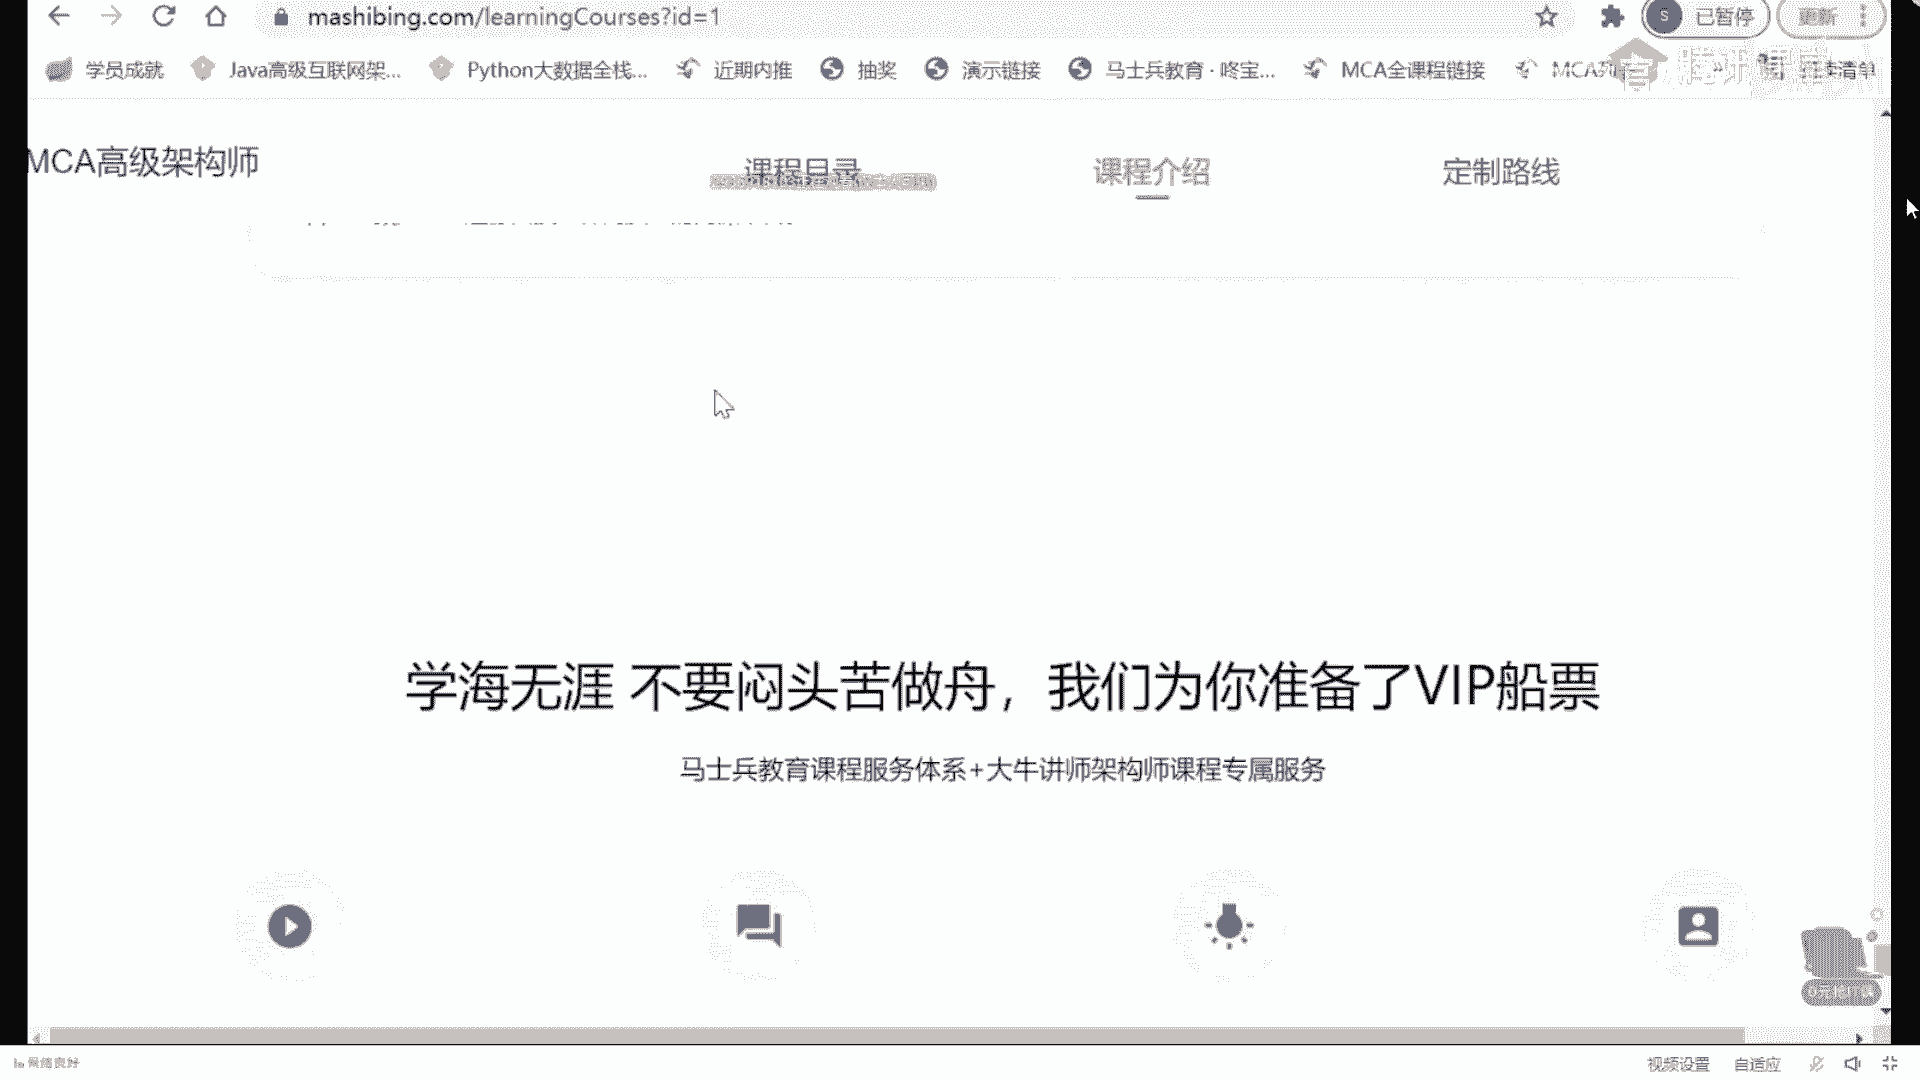 mashibing.com/learningCourses?id=1
已暂停
更新
学员成就
Java高级互联网架...
Python大数据全栈...
近期内推
抽奖
演示链接
马士兵教育 · 咚宝...
MCA全课程链接
»
MCA高级架构师
课程目录
课程介绍
定制路线
学海无涯 不要闷头苦做舟，我们为你准备了VIP船票
马士兵教育课程服务体系+大牛讲师架构师课程专属服务
视频设置
自适应